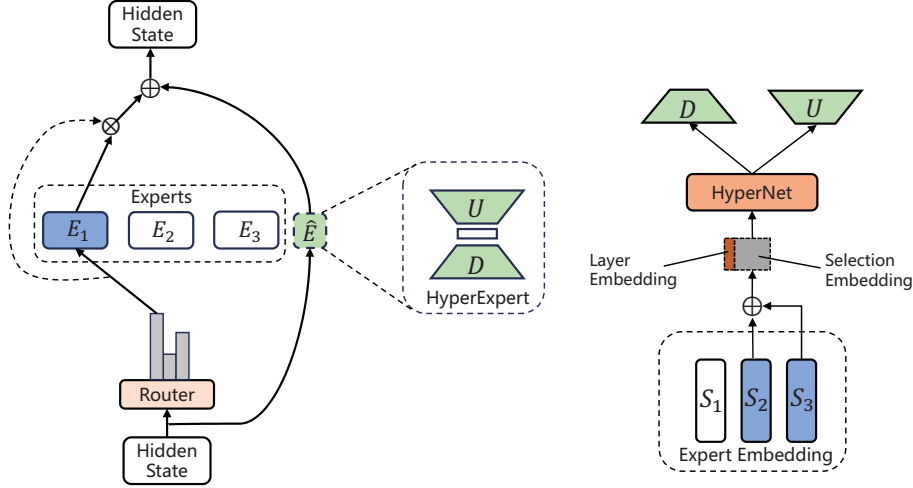 Hidden
State
Experts
E₁
E₂
E₃
Ê
Router
Hidden
State
U
D
HyperExpert
D
U
HyperNet
Layer
Embedding
Selection
Embedding
S₁
S₂
S₃
Expert Embedding